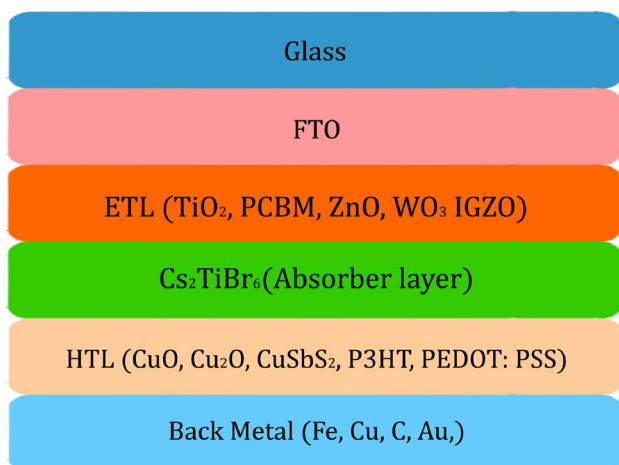 Glass
FTO
ETL (TiO₂, PCBM, ZnO, WO₃ IGZO)
Cs₂TiBr₆(Absorber layer)
HTL (CuO, Cu₂O, CuSbS₂, P3HT, PEDOT: PSS)
Back Metal (Fe, Cu, C, Au,)